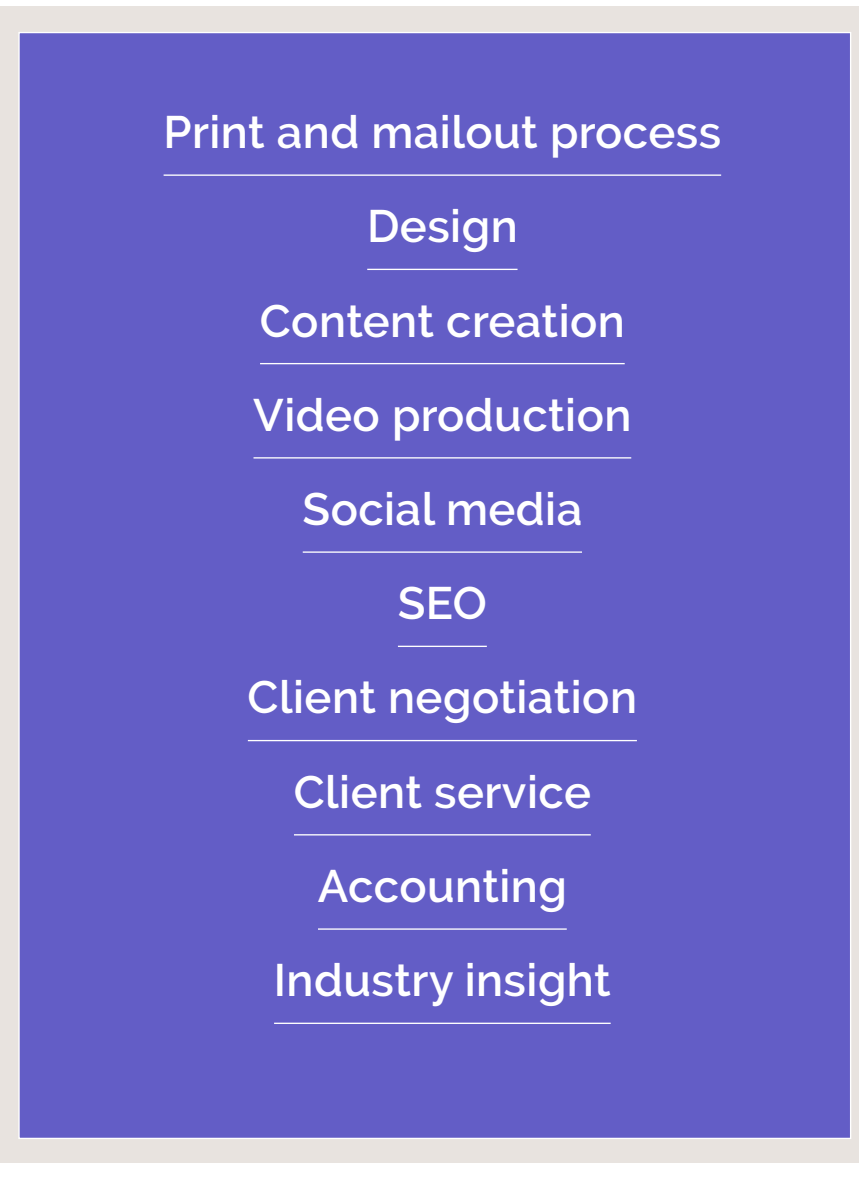 Print and mailout process
Design
Content creation
Video production
Social media
SEO
Client negotiation
Client service
Accounting
Industry insight